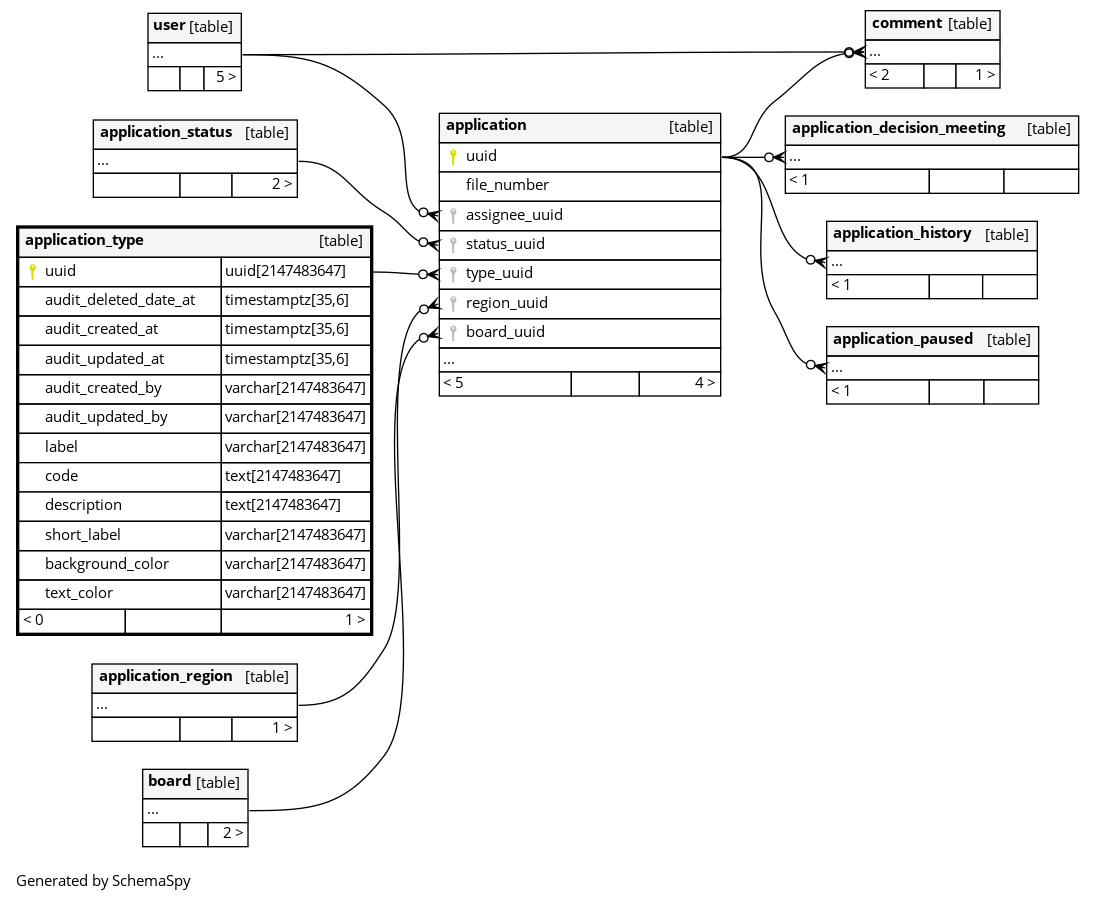 user [table]
...
5 >
application_status [table]
...
2 >
application_type [table]
uuid uuid[2147483647]
audit_deleted_date_at timestamptz[35,6]
audit_created_at timestamptz[35,6]
audit_updated_at timestamptz[35,6]
audit_created_by varchar[2147483647]
audit_updated_by varchar[2147483647]
label varchar[2147483647]
code text[2147483647]
description text[2147483647]
short_label varchar[2147483647]
background_color varchar[2147483647]
text_color varchar[2147483647]
< 0 1 >
application_region [table]
...
1 >
board [table]
...
2 >
application [table]
uuid
file_number
assignee_uuid
status_uuid
type_uuid
region_uuid
board_uuid
...
< 5 4 >
comment [table]
...
< 2 1 >
application_decision_meeting [table]
...
< 1
application_history [table]
...
< 1
application_paused [table]
...
< 1
Generated by SchemaSpy